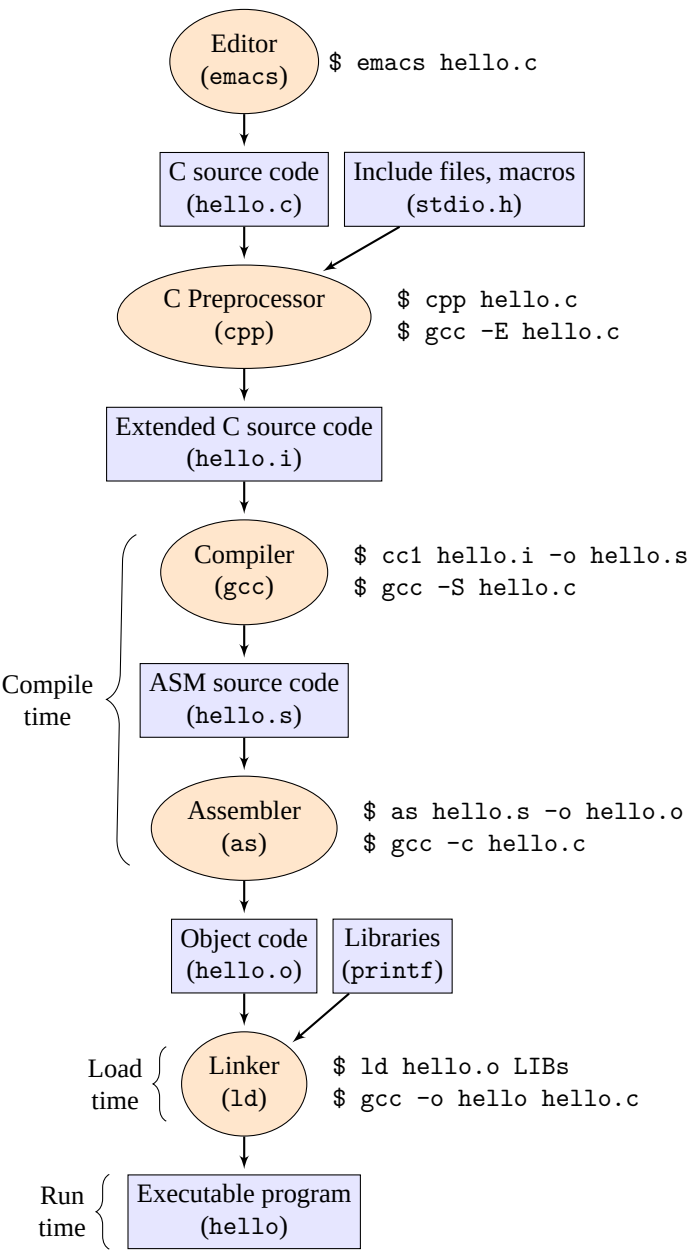 Editor
(emacs)
$ emacs hello.c
C source code
(hello.c)
Include files, macros
(stdio.h)
C Preprocessor
(cpp)
$ cpp hello.c
$ gcc -E hello.c
Extended C source code
(hello.i)
Compiler
(gcc)
$ cc1 hello.i -o hello.s
$ gcc -S hello.c
Compile
time
ASM source code
(hello.s)
Assembler
(as)
$ as hello.s -o hello.o
$ gcc -c hello.c
Object code
(hello.o)
Libraries
(printf)
Load
time
Linker
(ld)
$ ld hello.o LIBs
$ gcc -o hello hello.c
Run
time
Executable program
(hello)